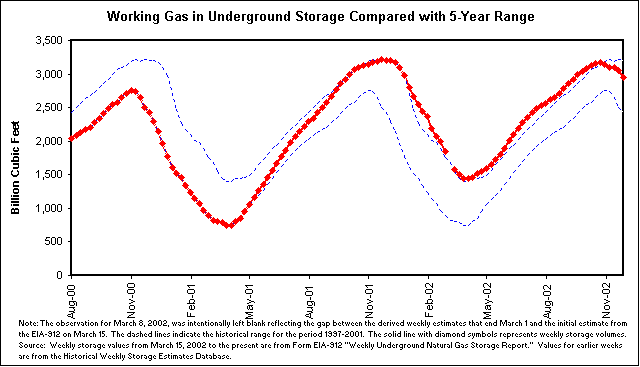 Working Gas in Underground Storage Compared with 5-Year Range
3,500
3,000
2,500
2,000
1,500
1,000
500
0
Billion Cubic Feet
Aug-00
Nov-00
Feb-01
May-01
Aug-01
Nov-01
Feb-02
May-02
Aug-02
Nov-02
Note: The observation for March 8, 2002, was intentionally left blank reflecting the gap between the derived weekly estimates that end March 1 and the initial estimate from
the EIA-912 on March 15. The dashed lines indicate the historical range for the period 1997-2001. The solid line with diamond symbols represents weekly storage volumes.
Source: Weekly storage values from March 15, 2002 to the present are from Form EIA-912 "Weekly Underground Natural Gas Storage Report." Values for earlier weeks
are from the Historical Weekly Storage Estimates Database.